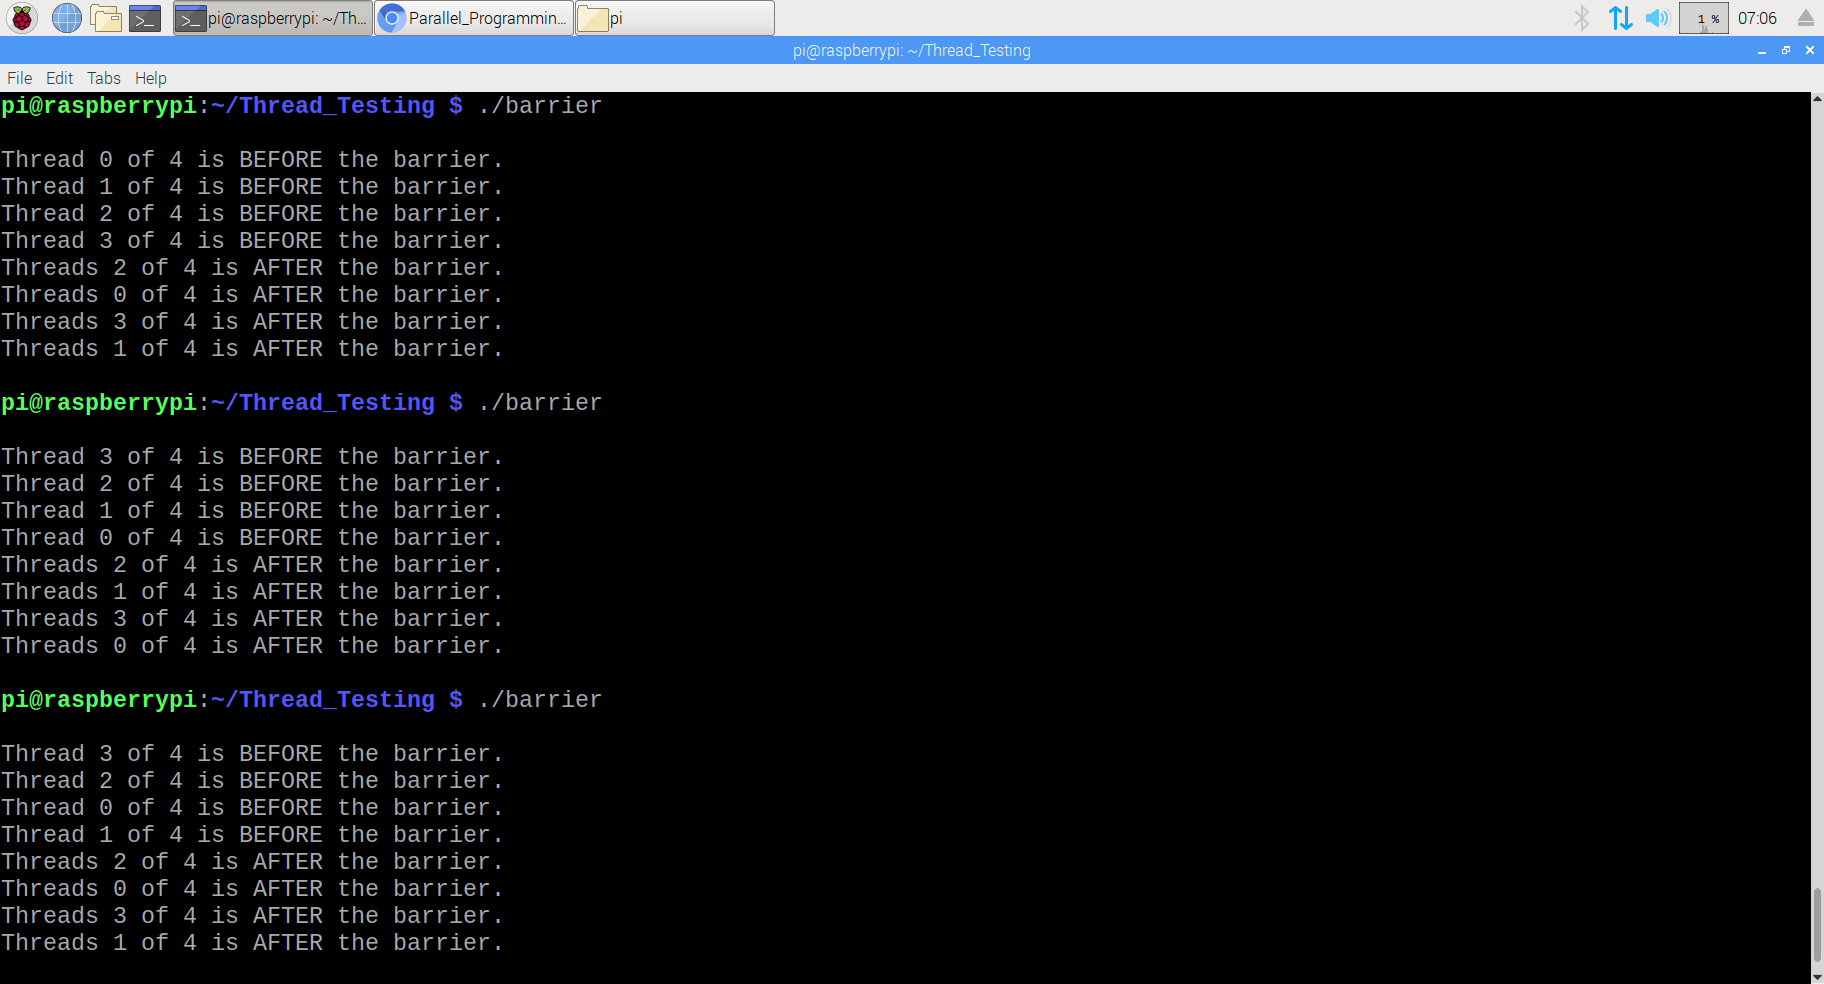 pi@raspberrypi: ~/Th... Parallel_Programmin... pi 1 % 07:06
pi@raspberrypi: ~/Thread_Testing
File Edit Tabs Help
pi@raspberrypi:~/Thread_Testing $ ./barrier
Thread 0 of 4 is BEFORE the barrier.
Thread 1 of 4 is BEFORE the barrier.
Thread 2 of 4 is BEFORE the barrier.
Thread 3 of 4 is BEFORE the barrier.
Threads 2 of 4 is AFTER the barrier.
Threads 0 of 4 is AFTER the barrier.
Threads 3 of 4 is AFTER the barrier.
Threads 1 of 4 is AFTER the barrier.
pi@raspberrypi:~/Thread_Testing $ ./barrier
Thread 3 of 4 is BEFORE the barrier.
Thread 2 of 4 is BEFORE the barrier.
Thread 1 of 4 is BEFORE the barrier.
Thread 0 of 4 is BEFORE the barrier.
Threads 2 of 4 is AFTER the barrier.
Threads 1 of 4 is AFTER the barrier.
Threads 3 of 4 is AFTER the barrier.
Threads 0 of 4 is AFTER the barrier.
pi@raspberrypi:~/Thread_Testing $ ./barrier
Thread 3 of 4 is BEFORE the barrier.
Thread 2 of 4 is BEFORE the barrier.
Thread 0 of 4 is BEFORE the barrier.
Thread 1 of 4 is BEFORE the barrier.
Threads 2 of 4 is AFTER the barrier.
Threads 0 of 4 is AFTER the barrier.
Threads 3 of 4 is AFTER the barrier.
Threads 1 of 4 is AFTER the barrier.